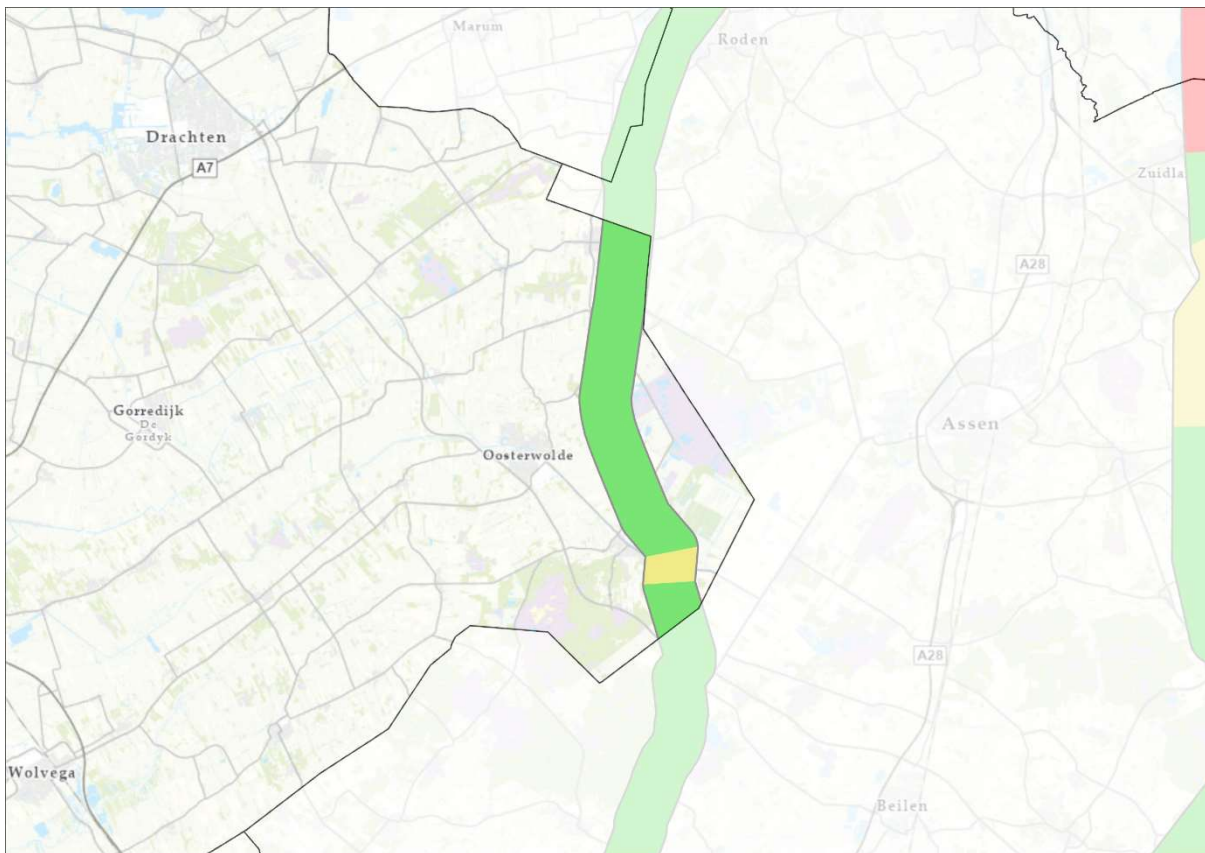 Marum
Roden
Drachten
A7
Zuidla
A28
Gorredijk
De
Gordyk
Assen
Oosterwolde
A28
Wolvega
Beilen